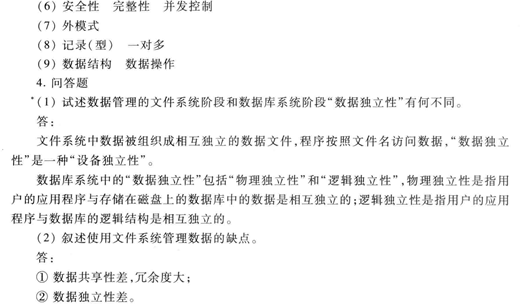 (6) 安全性 完整性 并发控制
(7) 外模式
(8) 记录(型) 一对多
(9) 数据结构 数据操作
4. 问答题
*(1) 试述数据管理的文件系统阶段和数据库系统阶段“数据独立性”有何不同。
答:
文件系统中数据被组织成相互独立的数据文件,程序按照文件名访问数据,“数据独立
性”是一种“设备独立性”。
数据库系统中的“数据独立性”包括“物理独立性”和“逻辑独立性”,物理独立性是指用
户的应用程序与存储在磁盘上的数据库中的数据是相互独立的;逻辑独立性是指用户的应用
程序与数据库的逻辑结构是相互独立的。
(2) 叙述使用文件系统管理数据的缺点。
答:
① 数据共享性差,冗余度大;
② 数据独立性差。